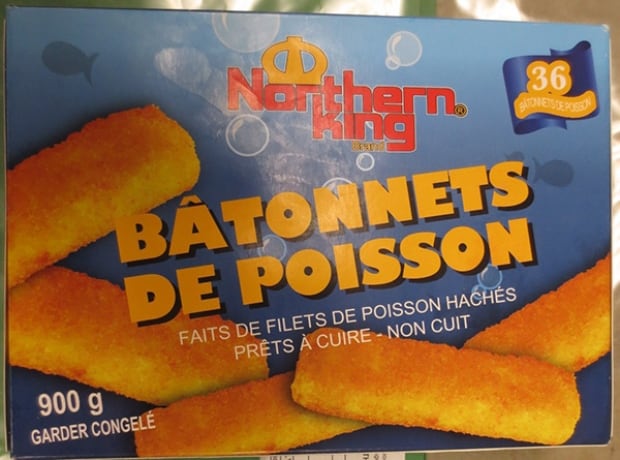 Northern
King
Brand
36
BÂTONNETS DE POISSON
BÂTONNETS
DE POISSON
FAITS DE FILETS DE POISSON HACHÉS
PRÊTS À CUIRE - NON CUIT
900 g
GARDER CONGELÉ